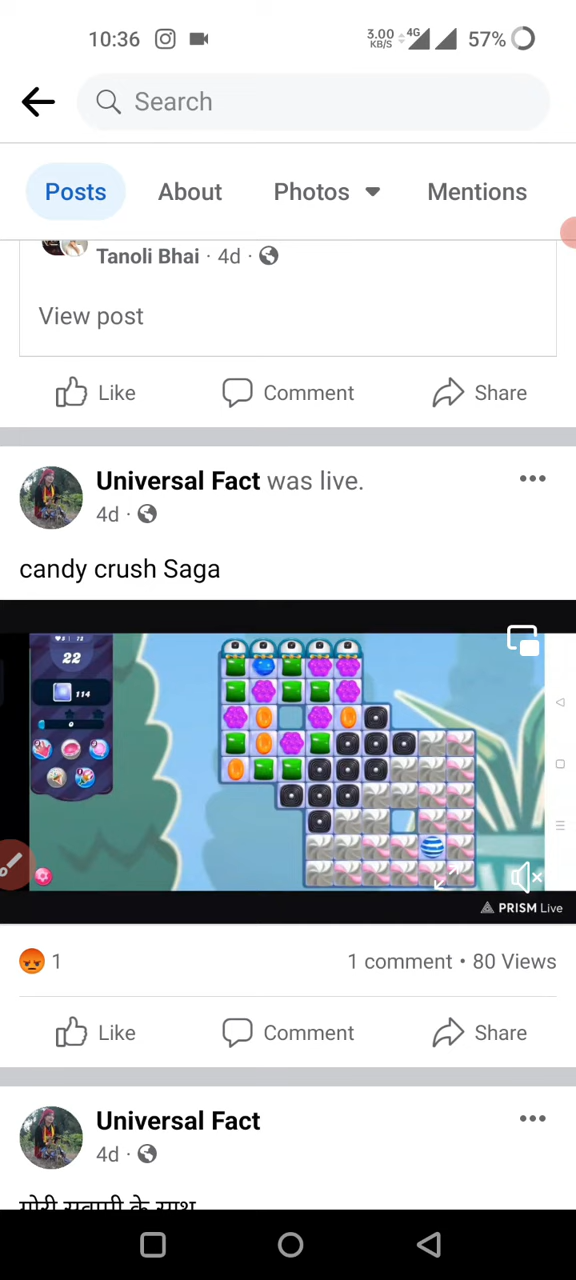 10:36 3.00 KB/S 4G 57%
Search
Posts About Photos Mentions
Tanoli Bhai · 4d ·
View post
Like Comment Share
Universal Fact was live.
4d ·
candy crush Saga
22
114
0
PRISM Live
1 1 comment • 80 Views
Like Comment Share
Universal Fact
4d ·